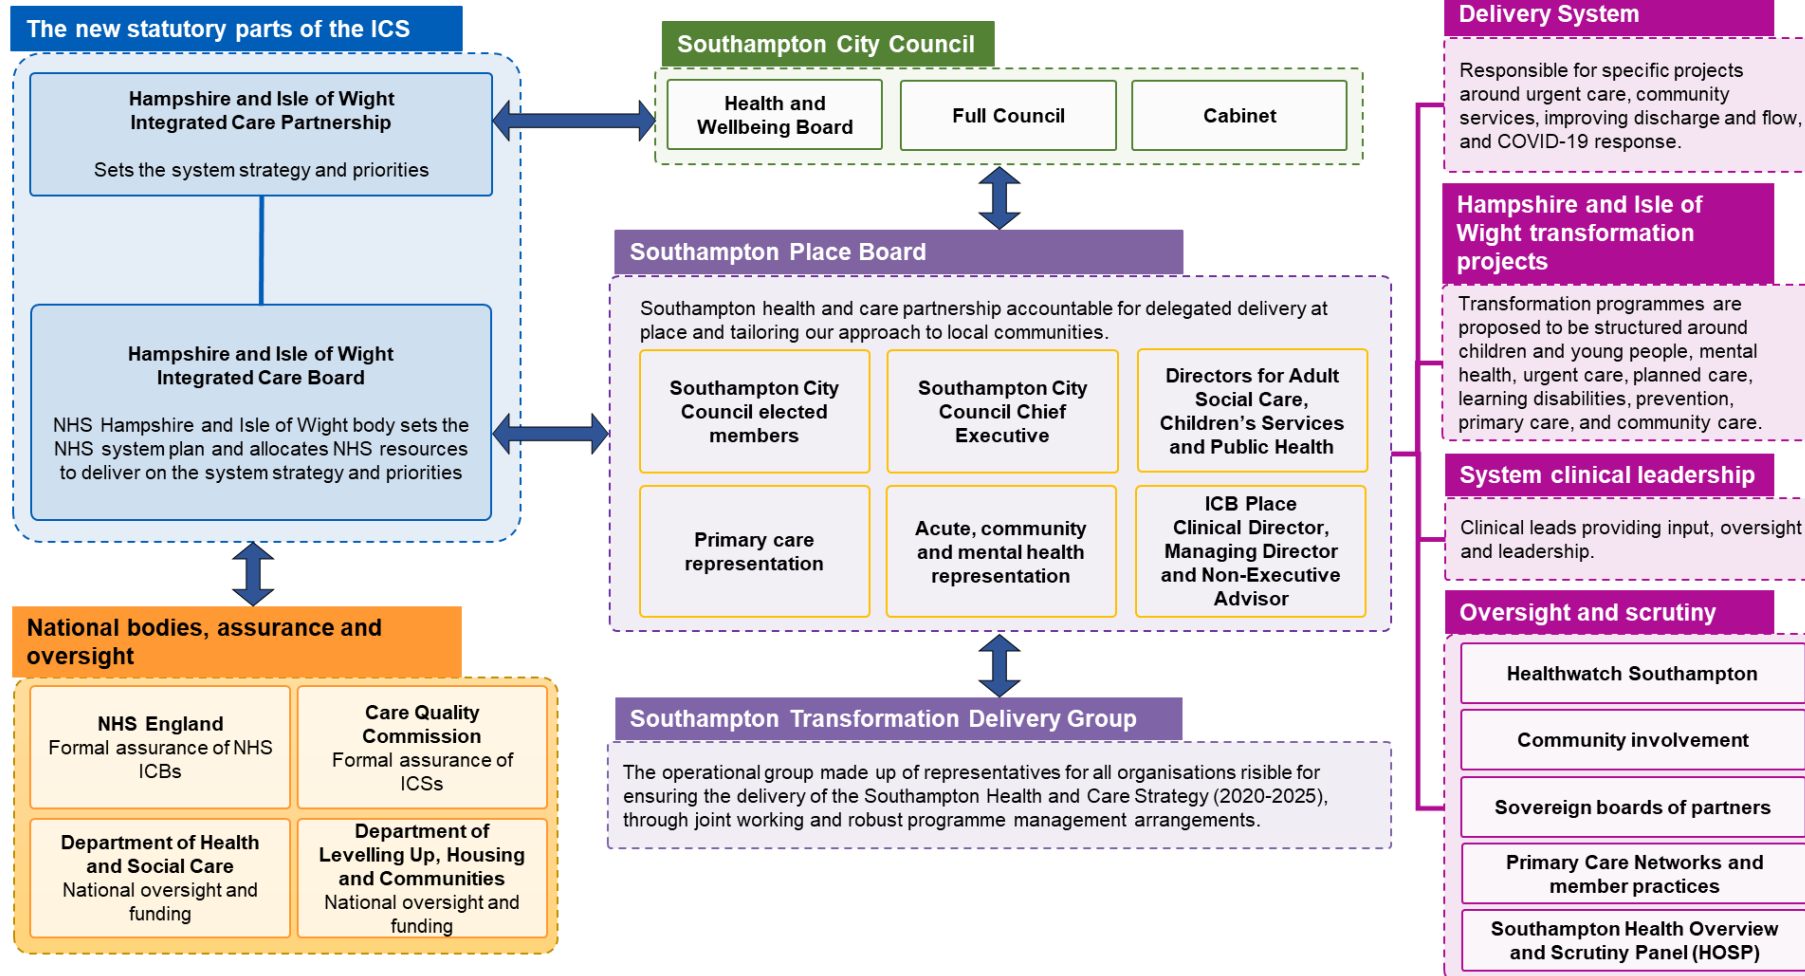 The new statutory parts of the ICS
Hampshire and Isle of Wight
Integrated Care Partnership
Sets the system strategy and priorities
Hampshire and Isle of Wight
Integrated Care Board
NHS Hampshire and Isle of Wight body sets the
NHS system plan and allocates NHS resources
to deliver on the system strategy and priorities
National bodies, assurance and
oversight
NHS England
Formal assurance of NHS
ICBs
Care Quality
Commission
Formal assurance of
ICSs
Department of Health
and Social Care
National oversight and
funding
Department of
Levelling Up, Housing
and Communities
National oversight and
funding
Southampton City Council
Health and
Wellbeing Board
Full Council
Cabinet
Southampton Place Board
Southampton health and care partnership accountable for delegated delivery at
place and tailoring our approach to local communities.
Southampton City
Council elected
members
Southampton City
Council Chief
Executive
Directors for Adult
Social Care,
Children's Services
and Public Health
Primary care
representation
Acute, community
and mental health
representation
ICB Place
Clinical Director,
Managing Director
and Non-Executive
Advisor
Southampton Transformation Delivery Group
The operational group made up of representatives for all organisations risible for
ensuring the delivery of the Southampton Health and Care Strategy (2020-2025),
through joint working and robust programme management arrangements.
Delivery System
Responsible for specific projects
around urgent care, community
services, improving discharge and flow,
and COVID-19 response.
Hampshire and Isle of
Wight transformation
projects
Transformation programmes are
proposed to be structured around
children and young people, mental
health, urgent care, planned care,
learning disabilities, prevention,
primary care, and community care.
System clinical leadership
Clinical leads providing input, oversight
and leadership.
Oversight and scrutiny
Healthwatch Southampton
Community involvement
Sovereign boards of partners
Primary Care Networks and
member practices
Southampton Health Overview
and Scrutiny Panel (HOSP)